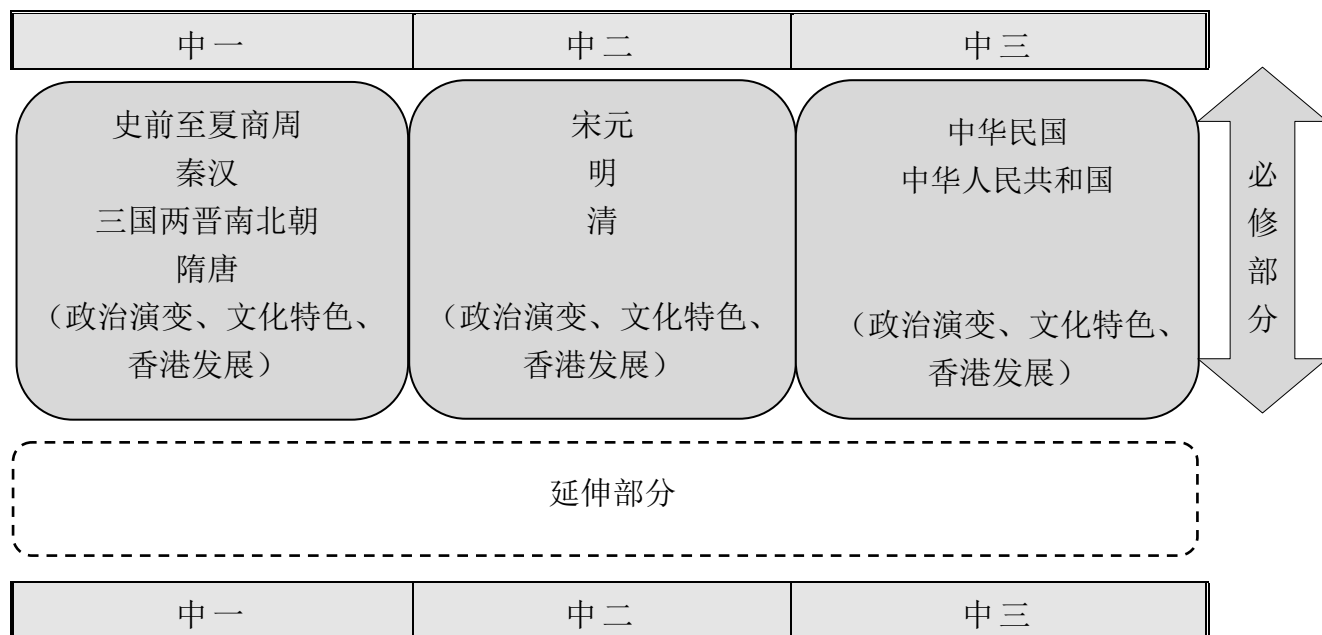 中一
中二
中三
史前至夏商周
秦汉
三国两晋南北朝
隋唐
（政治演变、文化特色、
香港发展）
宋元
明
清
（政治演变、文化特色、
香港发展）
中华民国
中华人民共和国
（政治演变、文化特色、
香港发展）
必
修
部
分
延伸部分
中一
中二
中三